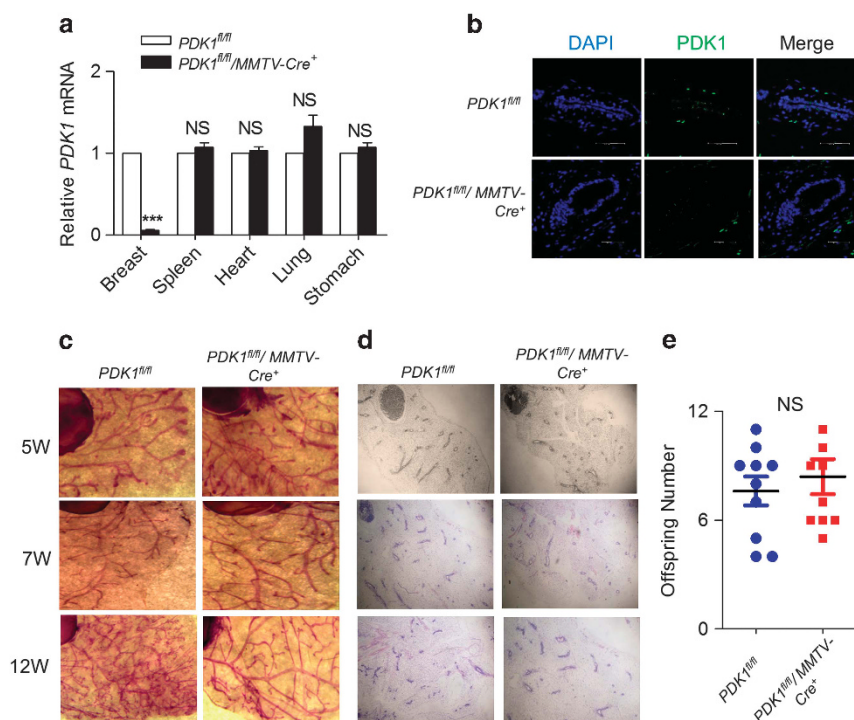 a
PDK1fl/fl
PDK1fl/fl/MMTV-Cre+
Relative PDK1 mRNA
2
1
0
***
NS
NS
NS
NS
Breast
Spleen
Heart
Lung
Stomach
b
DAPI
PDK1
Merge
PDK1fl/fl
PDK1fl/fl/ MMTV-
Cre+
c
PDK1fl/fl
PDK1fl/fl/ MMTV-
Cre+
5W
7W
12W
d
PDK1fl/fl
PDK1fl/fl/ MMTV-
Cre+
e
NS
Offspring Number
12
6
0
PDK1fl/fl
PDK1fl/fl/ MMTV-
Cre+